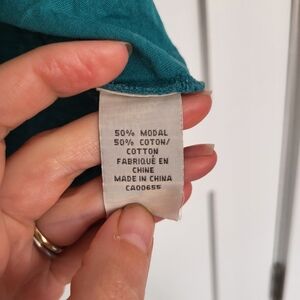 50% MODAL
50% COTON/
COTTON
FABRIQUÉ EN
CHINE
MADE IN CHINA
CA00655